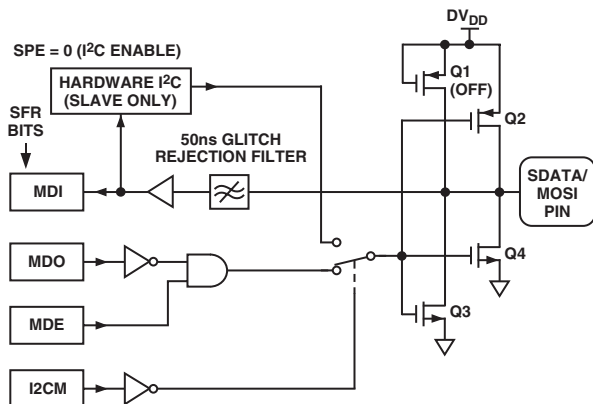 DVDD
SPE = 0 (I2C ENABLE)
HARDWARE I2C
(SLAVE ONLY)
Q1
(OFF)
Q2
SFR
BITS
50ns GLITCH
REJECTION FILTER
MDI
SDATA/
MOSI
PIN
MDO
Q4
MDE
Q3
I2CM